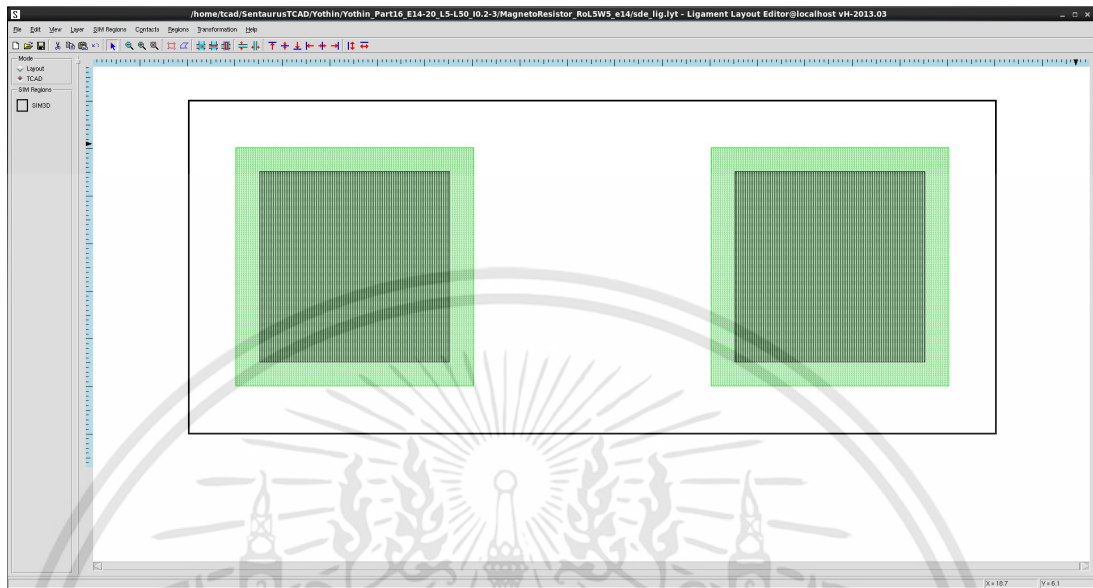 S /home/tcad/SentaurusTCAD/Yothin/Yothin_Part16_E14-20_L5-L50_I0.2-3/MagnetoResistor_RoL5W5_e14/sde_lig.lyt - Ligament Layout Editor@localhost vH-2013.03
File Edit View Layer SIM Regions Contacts Regions Transformation Help
Mode
Layout
TCAD
SIM Regions
SIM3D
X = 18.7 Y = 6.1